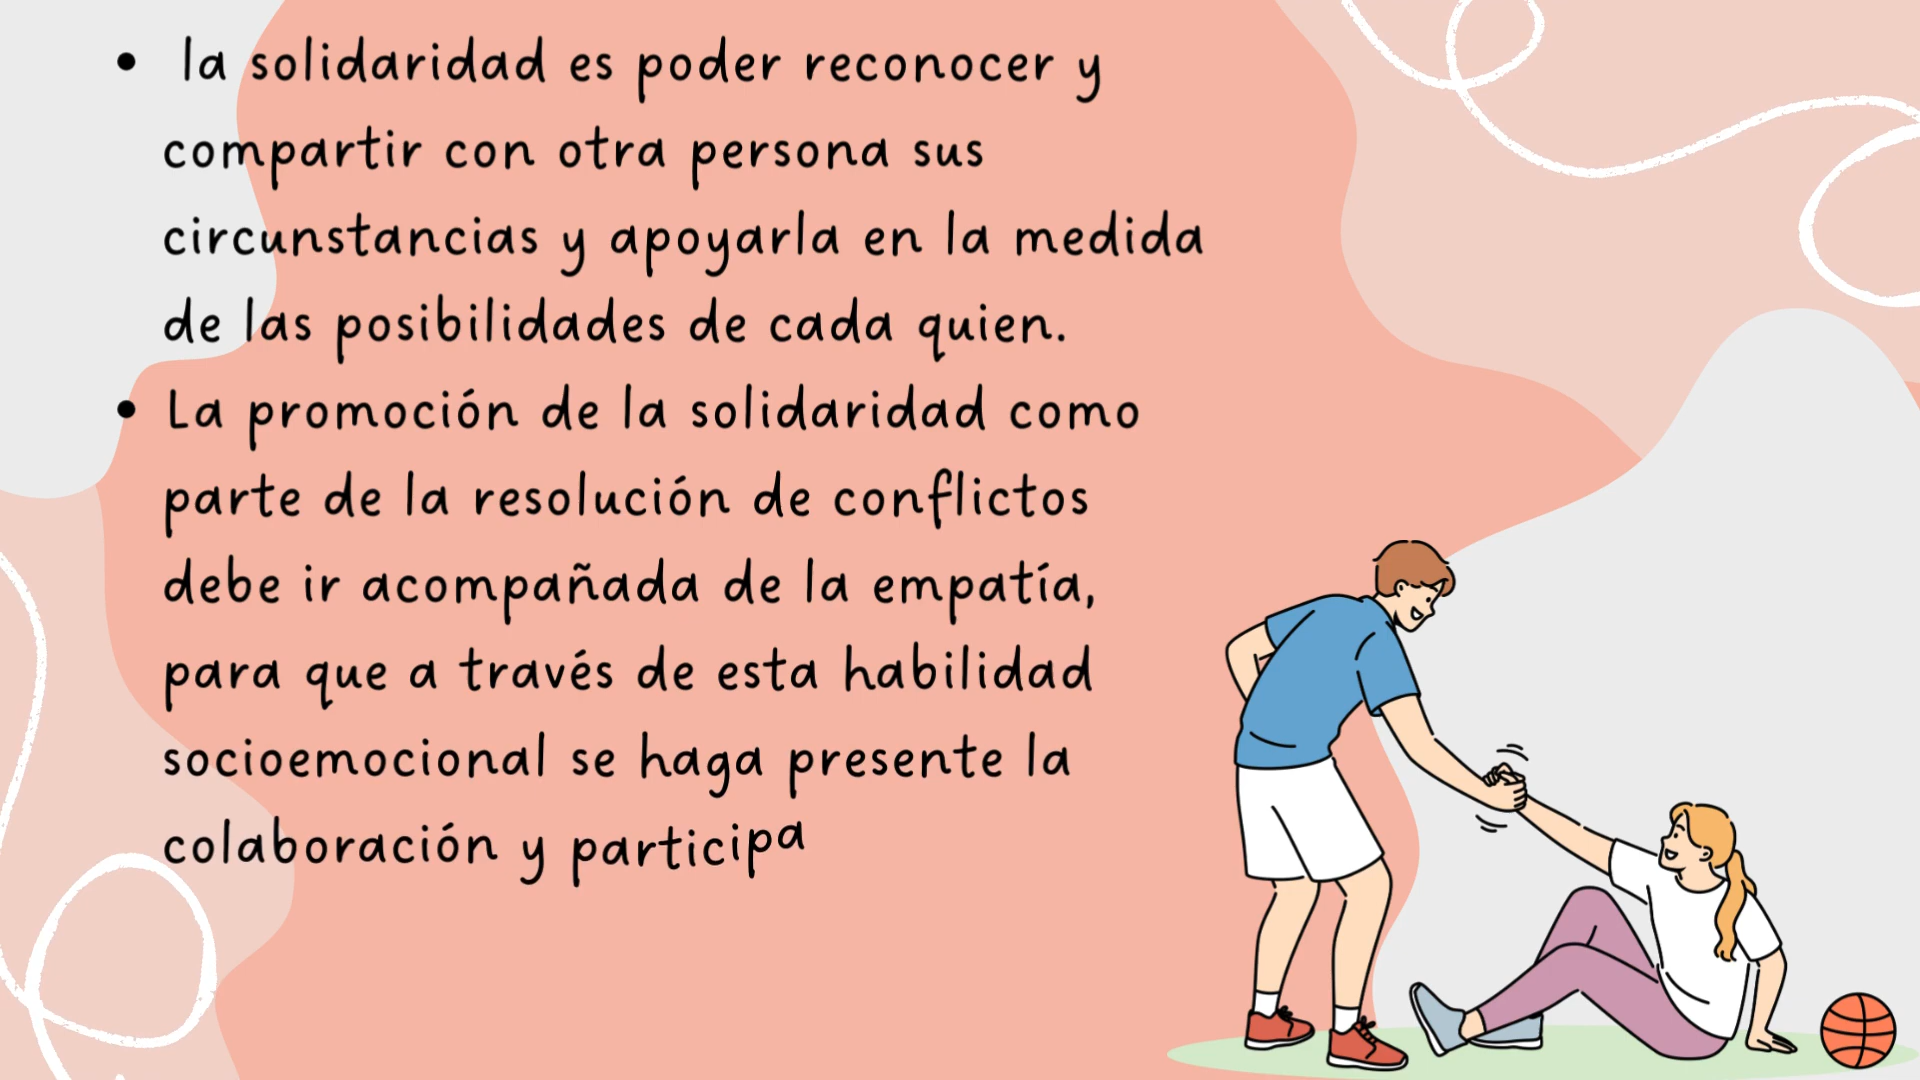 • la solidaridad es poder reconocer y
compartir con otra persona sus
circunstancias y apoyarla en la medida
de las posibilidades de cada quien.
• La promoción de la solidaridad como
parte de la resolución de conflictos
debe ir acompañada de la empatía,
para que a través de esta habilidad
socioemocional se haga presente la
colaboración y participa